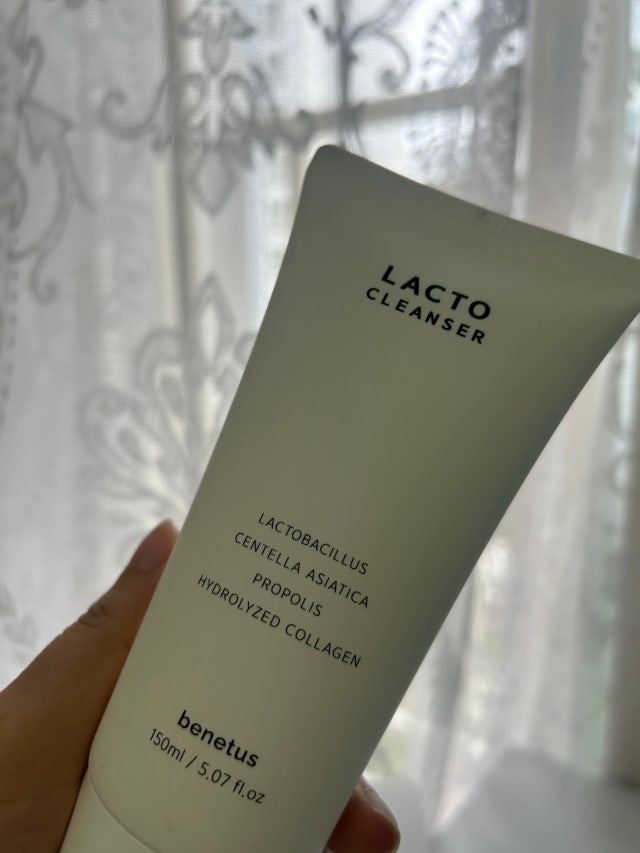 LACTO
CLEANSER
LACTOBACILLUS
CENTELLA ASIATICA
PROPOLIS
HYDROLYZED COLLAGEN
benetus
150ml / 5.07 fl.oz